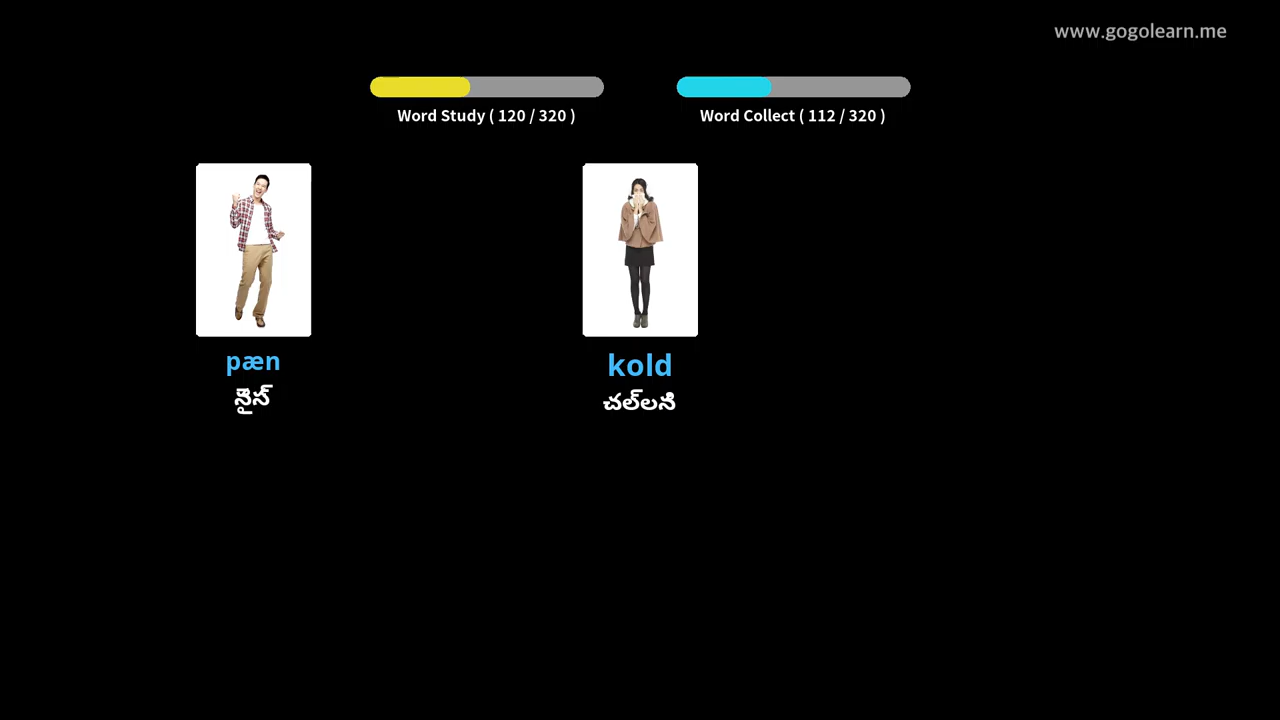 www.gogolearn.me
Word Study ( 120 / 320 )
Word Collect ( 112 / 320 )
pæn
నైస్
kold
చల్లని